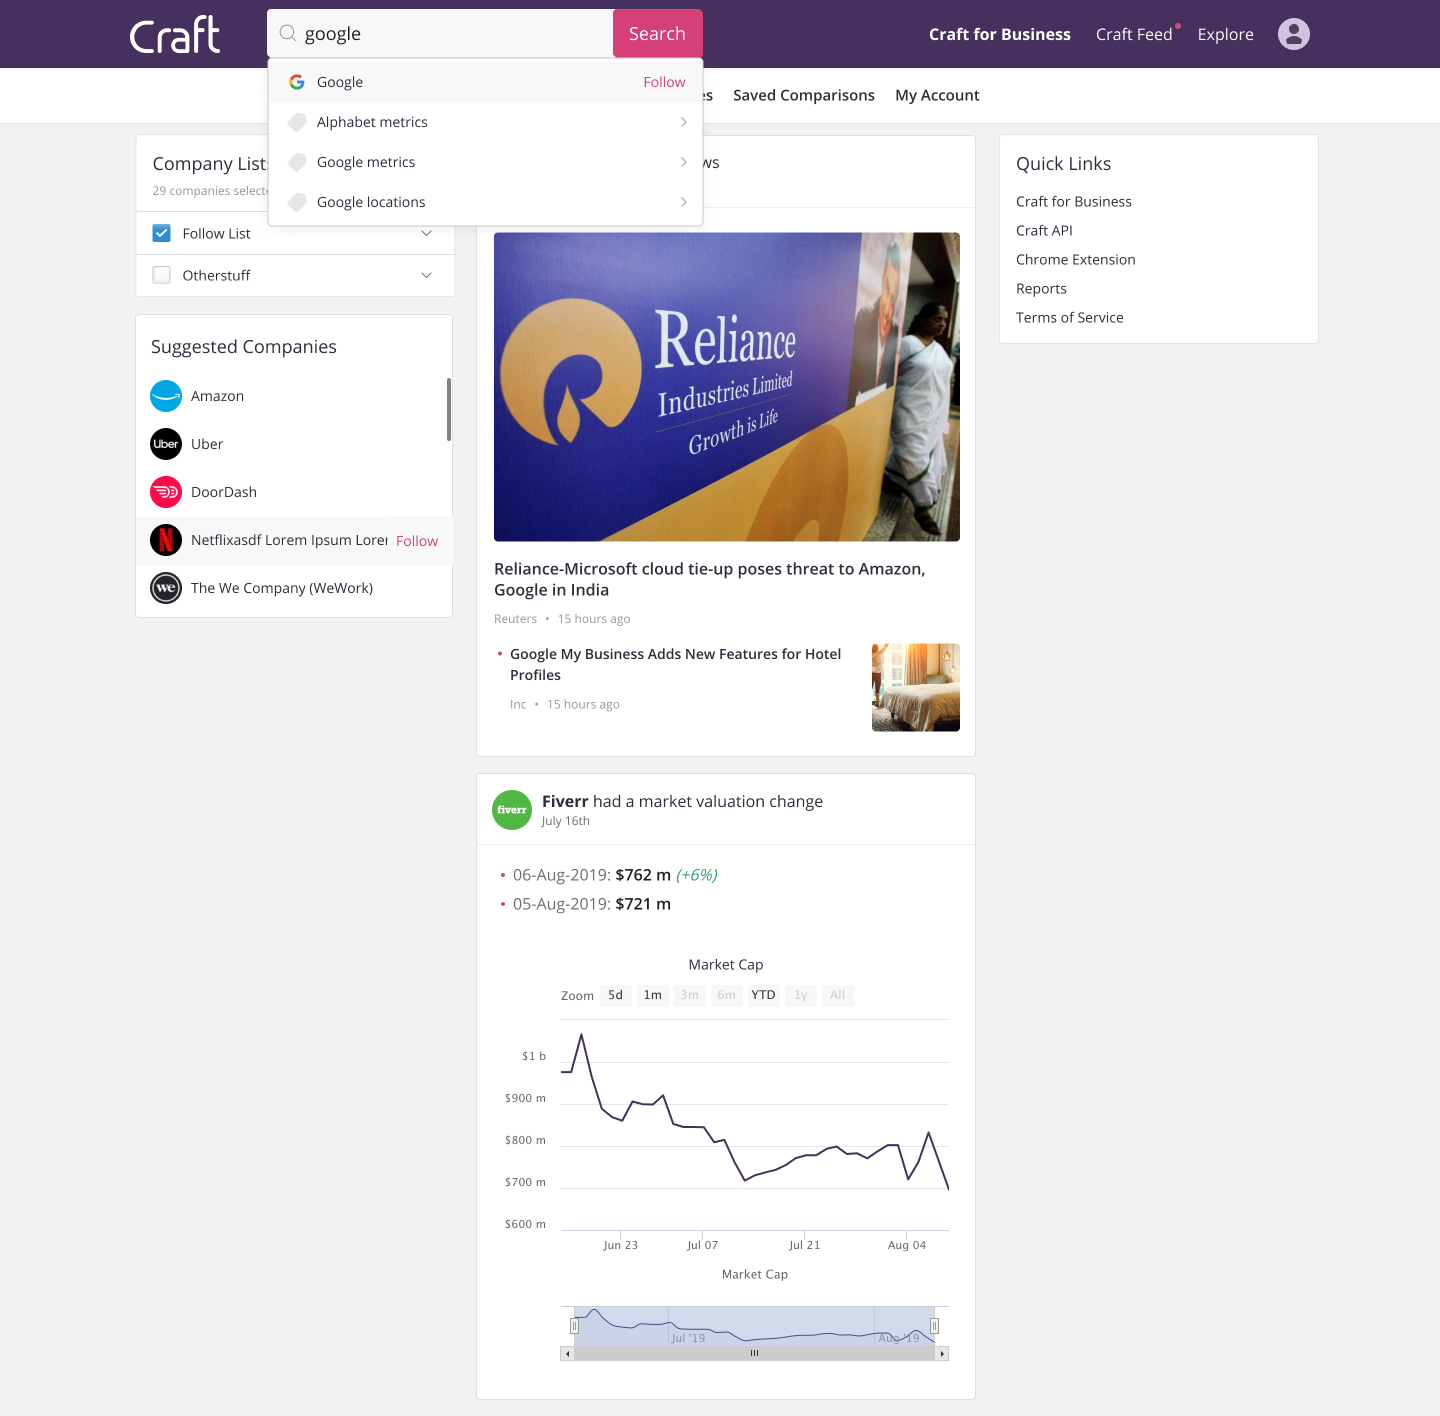 Craft
google
Search
Craft for Business
Craft Feed
Explore
Google
Follow
Alphabet metrics
Google metrics
Google locations
es
Saved Comparisons
My Account
Company List
29 companies selecte
Follow List
Otherstuff
Suggested Companies
Amazon
Uber
Uber
DoorDash
Netflixasdf Lorem Ipsum Lorer
Follow
we
The We Company (WeWork)
ws
Reliance
Industries Limited
Growth is Life
Reliance-Microsoft cloud tie-up poses threat to Amazon,
Google in India
Reuters • 15 hours ago
• Google My Business Adds New Features for Hotel
Profiles
Inc • 15 hours ago
fiverr
Fiverr had a market valuation change
July 16th
• 06-Aug-2019: $762 m (+6%)
• 05-Aug-2019: $721 m
Market Cap
Zoom 5d 1m 3m 6m YTD 1y All
$1 b
$900 m
$800 m
$700 m
$600 m
Jun 23 Jul 07 Jul 21 Aug 04
Market Cap
Jul '19 Aug '19
Quick Links
Craft for Business
Craft API
Chrome Extension
Reports
Terms of Service